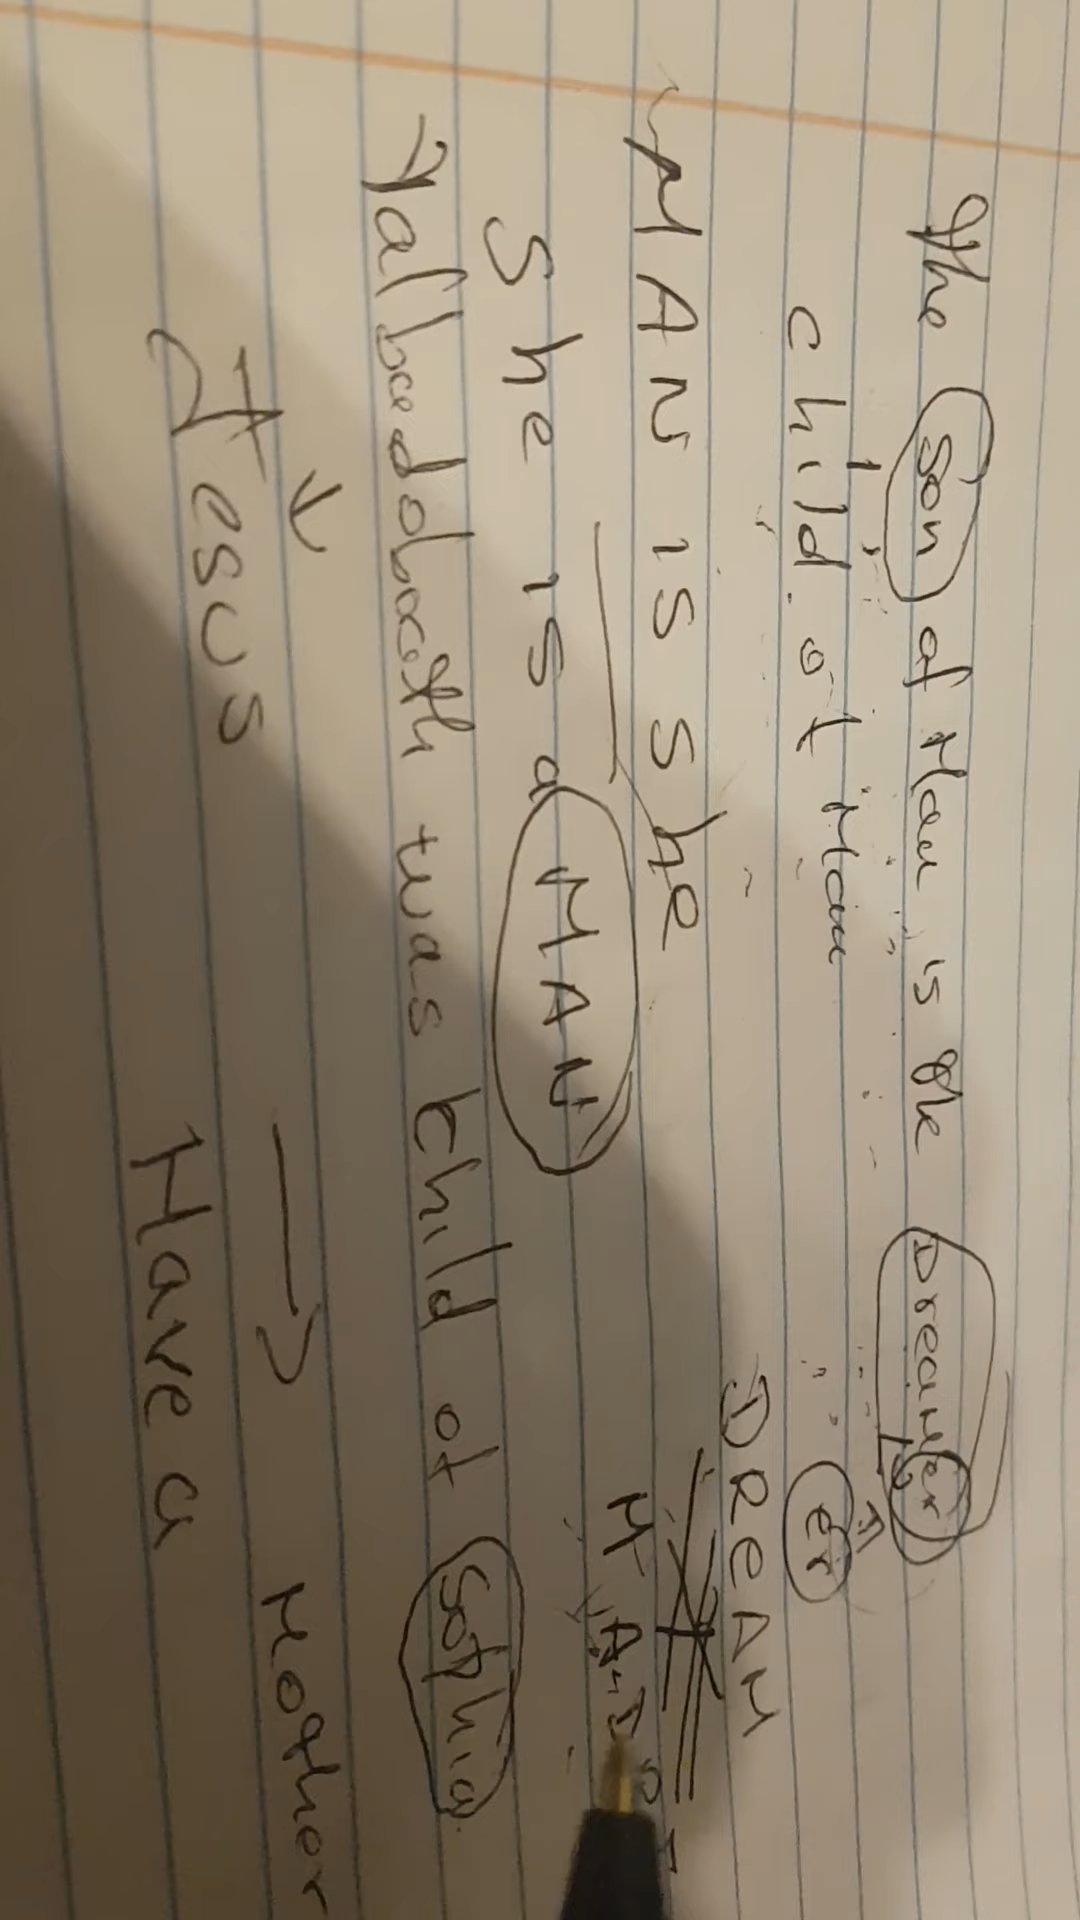 The Son of Man is the Dreamer
child of Man
er
DREAM
MAN is she
She is a MAN
Yalbaedobaoth was child of Sophia.
→ Mother
Jesus
Have a